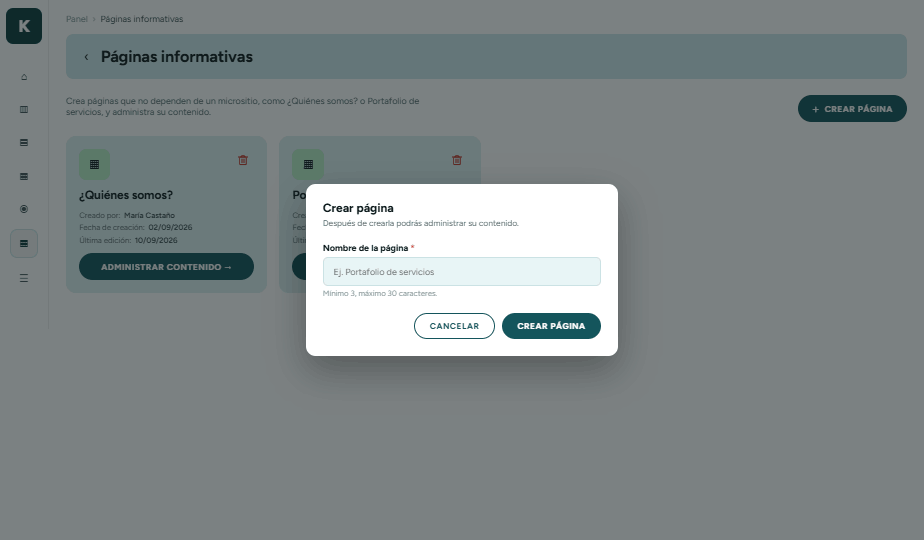 K
Panel › Páginas informativas
‹ Páginas informativas
Crea páginas que no dependen de un micrositio, como ¿Quiénes somos? o Portafolio de
servicios, y administra su contenido.
+ CREAR PÁGINA
¿Quiénes somos?
Creado por: María Castaño
Fecha de creación: 02/09/2026
Última edición: 10/09/2026
ADMINISTRAR CONTENIDO →
Crear página
Después de crearla podrás administrar su contenido.
Nombre de la página *
Ej. Portafolio de servicios
Mínimo 3, máximo 30 caracteres.
CANCELAR
CREAR PÁGINA